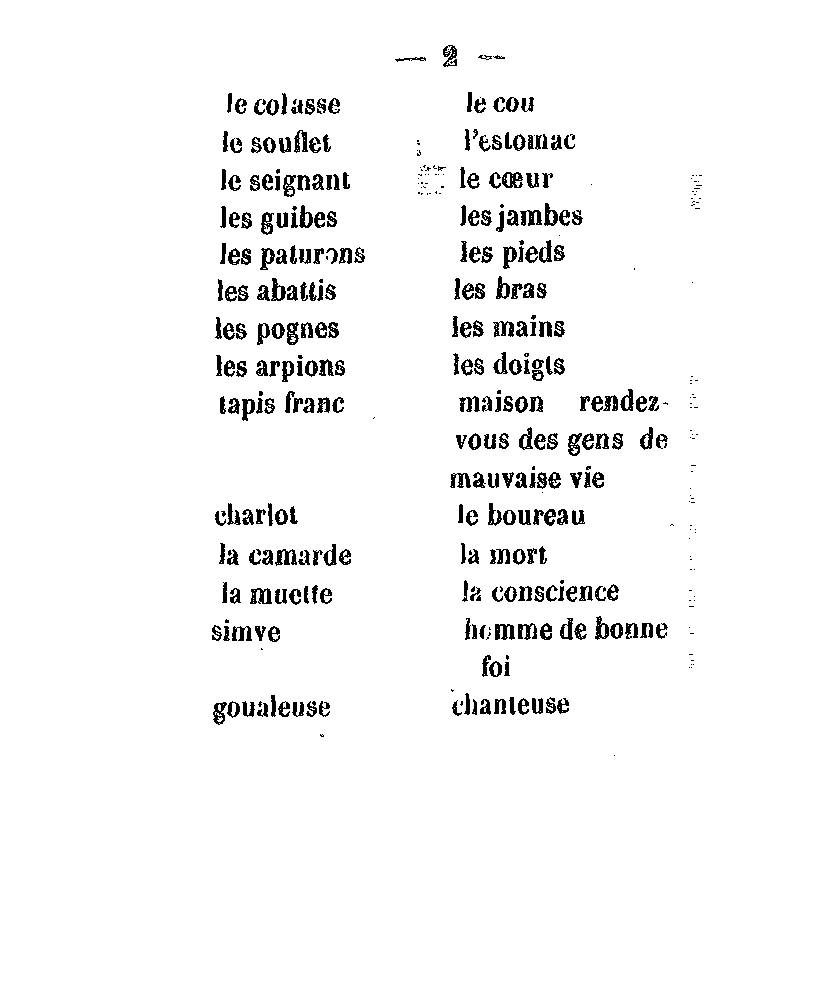 — 2 —
le colasse le cou
le souflet l'estomac
le seignant le cœur
les guibes les jambes
les paturons les pieds
les abattis les bras
les pognes les mains
les arpions les doigts
tapis franc maison rendez-
vous des gens de
mauvaise vie
charlot le boureau
la camarde la mort
la muette la conscience
simve homme de bonne
foi
goualeuse chanteuse